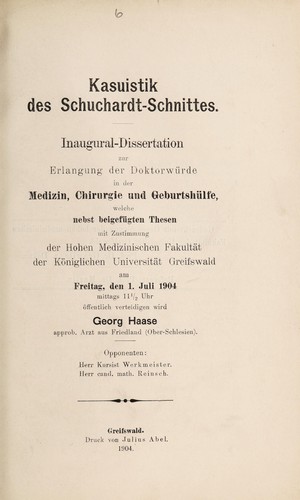 6
Kasuistik
des Schuchardt-Schnittes.
Inaugural-Dissertation
zur
Erlangung der Doktorwürde
in der
Medizin, Chirurgie und Geburtshülfe,
welche
nebst beigefügten Thesen
mit Zustimmung
der Hohen Medizinischen Fakultät
der Königlichen Universität Greifswald
am
Freitag, den 1. Juli 1904
mittags 11½ Uhr
öffentlich verteidigen wird
Georg Haase
approb. Arzt aus Friedland (Ober-Schlesien).
Opponenten:
Herr Korsist Werkmeister.
Herr cand. math. Reinsch.
Greifswald.
Druck von Julius Abel.
1904.